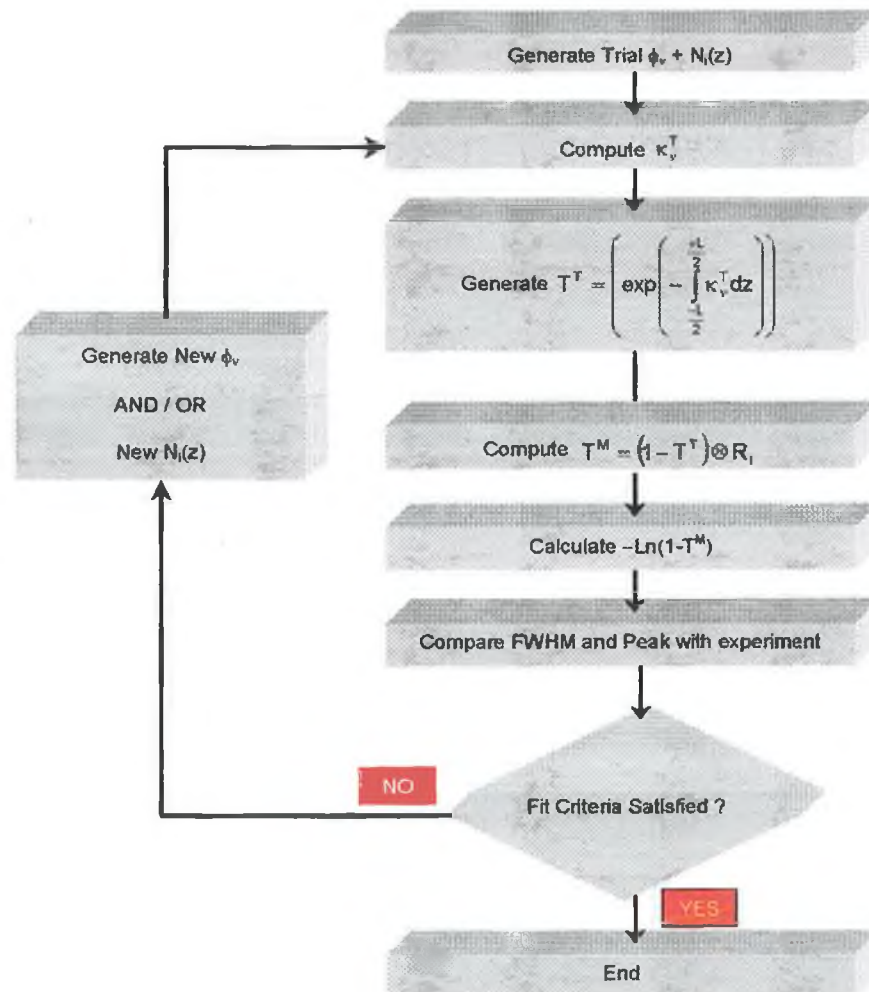 Generate Trial ϕᵥ + Nᵢ(z)
Compute κᵥᵀ
Generate Tᵀ = (exp(− ∫_{-L/2}^{+L/2} κᵥᵀ dz))
Generate New ϕᵥ
AND / OR
New Nᵢ(z)
Compute Tᴹ = (1 − Tᵀ) ⊗ Rᵢ
Calculate –Ln(1-Tᴹ)
Compare FWHM and Peak with experiment
NO
Fit Criteria Satisfied ?
YES
End